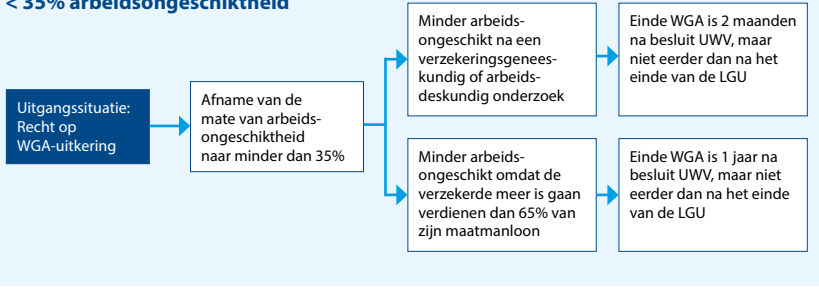 < 35% arbeidsongeschiktheid
Uitgangssituatie:
Recht op
WGA-uitkering
Afname van de
mate van arbeids-
ongeschiktheid
naar minder dan 35%
Minder arbeids-
ongeschikt na een
verzekeringsgenees-
kundig of arbeids-
deskundig onderzoek
Einde WGA is 2 maanden
na besluit UWV, maar
niet eerder dan na het
einde van de LGU
Minder arbeids-
ongeschikt omdat de
verzekerde meer is gaan
verdienen dan 65% van
zijn maatmanloon
Einde WGA is 1 jaar na
besluit UWV, maar niet
eerder dan na het einde
van de LGU